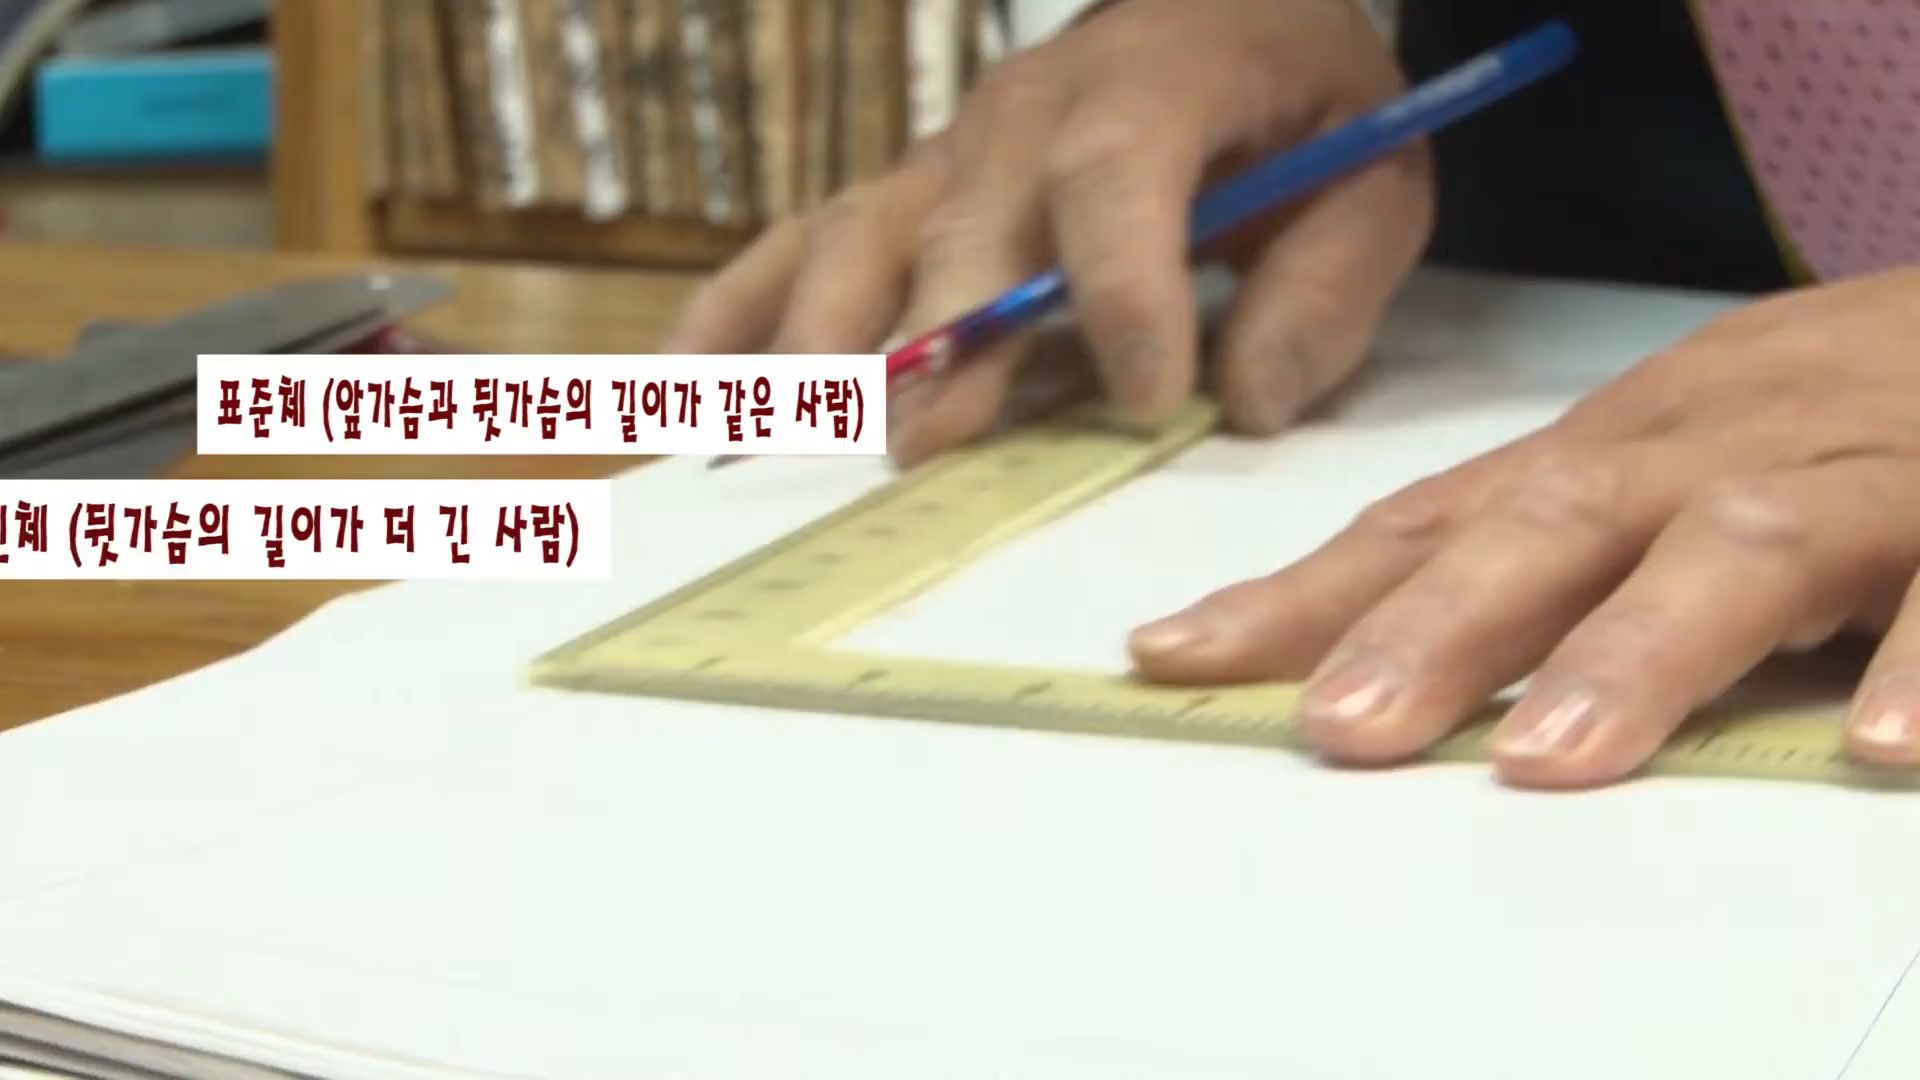 표준체 (앞가슴과 뒷가슴의 길이가 같은 사람)
(뒷가슴의 길이가 더 긴 사람)